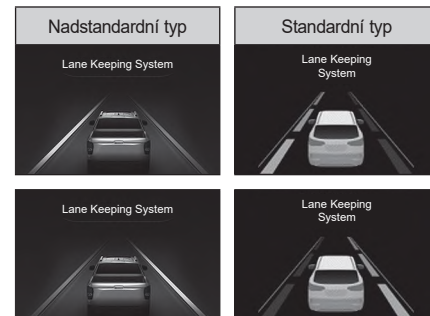 Nadstandardní typ
Standardní typ
Lane Keeping System
Lane Keeping
System
Lane Keeping System
Lane Keeping
System